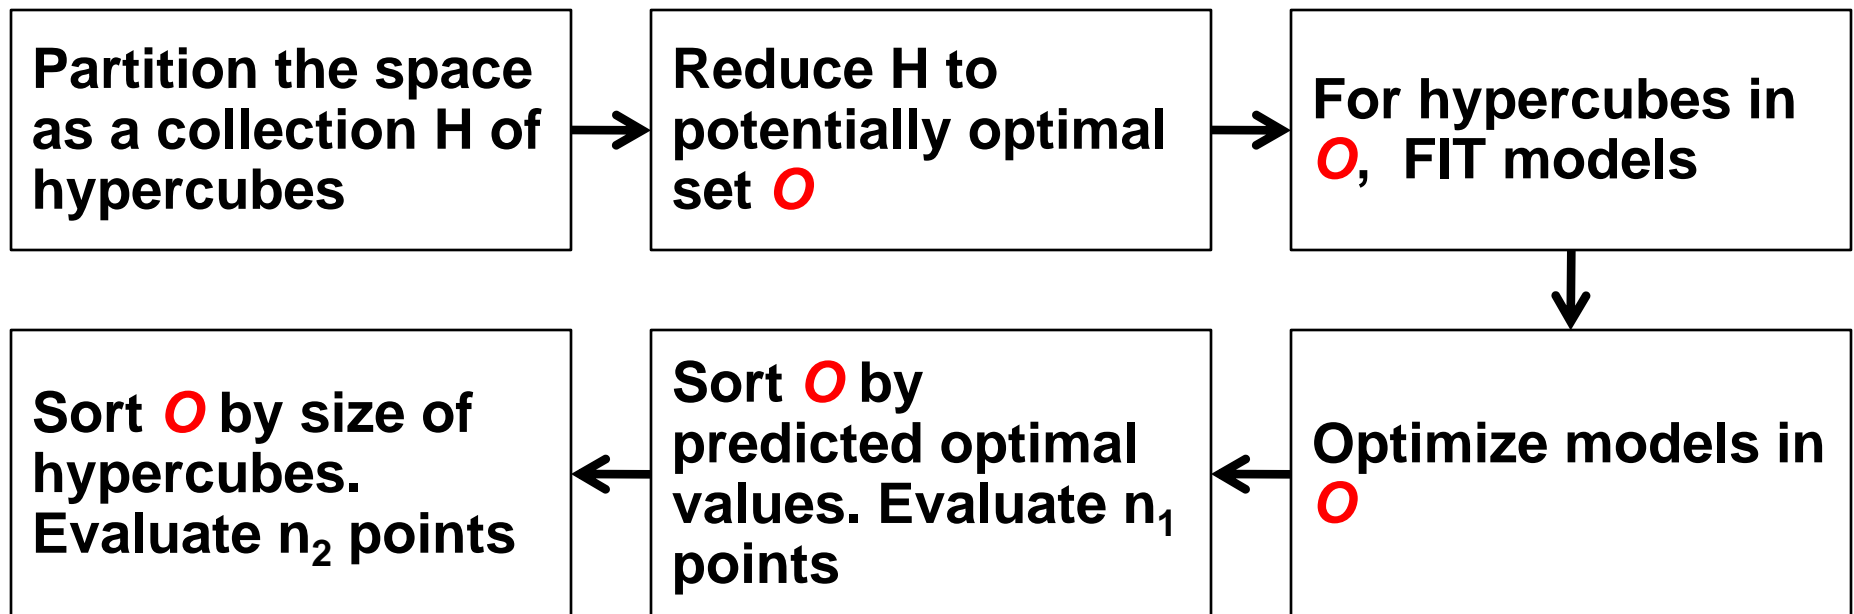 Partition the space
as a collection H of
hypercubes
Reduce H to
potentially optimal
set O
For hypercubes in
O, FIT models
Optimize models in
O
Sort O by
predicted optimal
values. Evaluate n₁
points
Sort O by size of
hypercubes.
Evaluate n₂ points